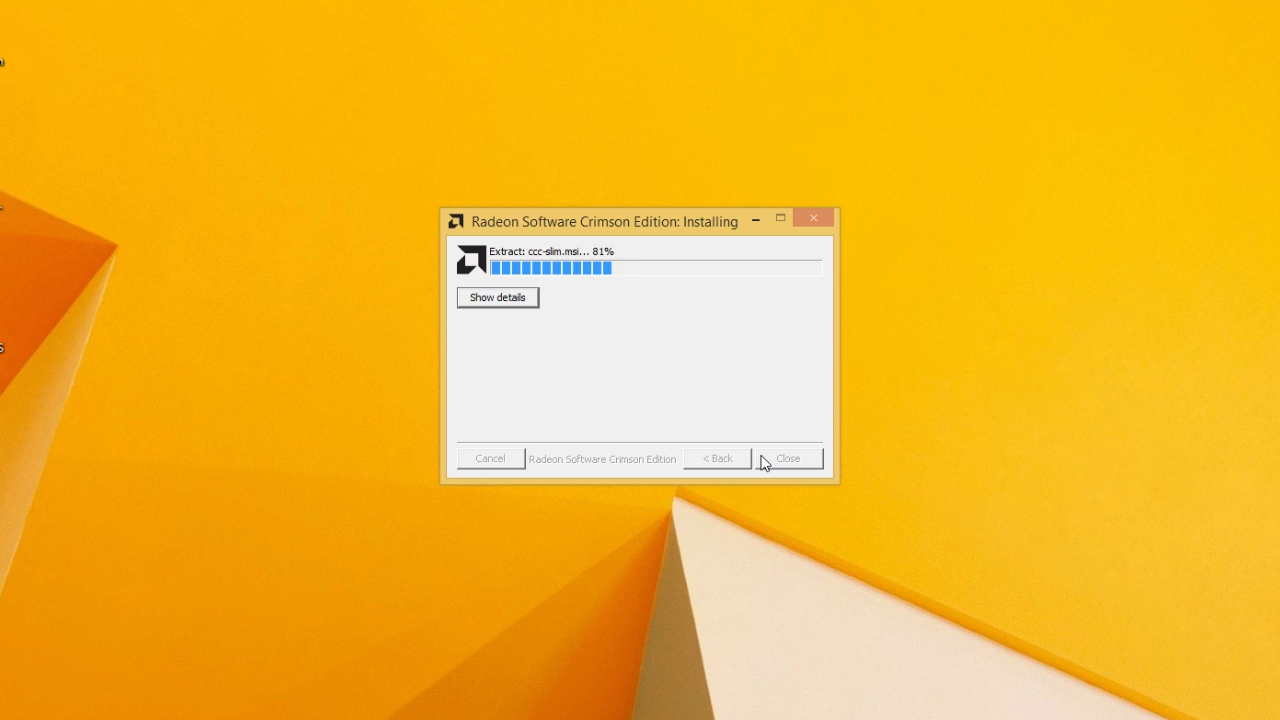 Radeon Software Crimson Edition: Installing
Extract: ccc-slim.msi... 81%
Show details
Cancel
Radeon Software Crimson Edition
< Back
Close